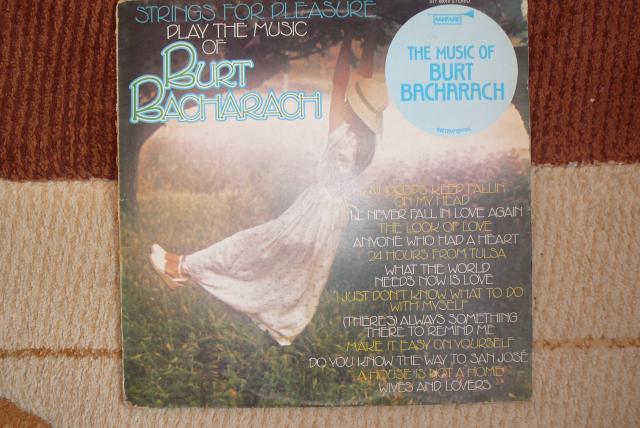 STRINGS FOR PLEASURE
PLAY THE MUSIC
OF
BURT
BACHARACH
STEREO
FANFARE
THE MUSIC OF
BURT
BACHARACH
INSTRUMENTAL
RAINDROPS KEEP FALLIN'
ON MY HEAD
I'LL NEVER FALL IN LOVE AGAIN
THE LOOK OF LOVE
ANYONE WHO HAD A HEART
24 HOURS FROM TULSA
WHAT THE WORLD
NEEDS NOW IS LOVE
I JUST DON'T KNOW WHAT TO DO
WITH MYSELF
(THERE'S) ALWAYS SOMETHING
THERE TO REMIND ME
MAKE IT EASY ON YOURSELF
DO YOU KNOW THE WAY TO SAN JOSÉ
A HOUSE IS NOT A HOME
WIVES AND LOVERS